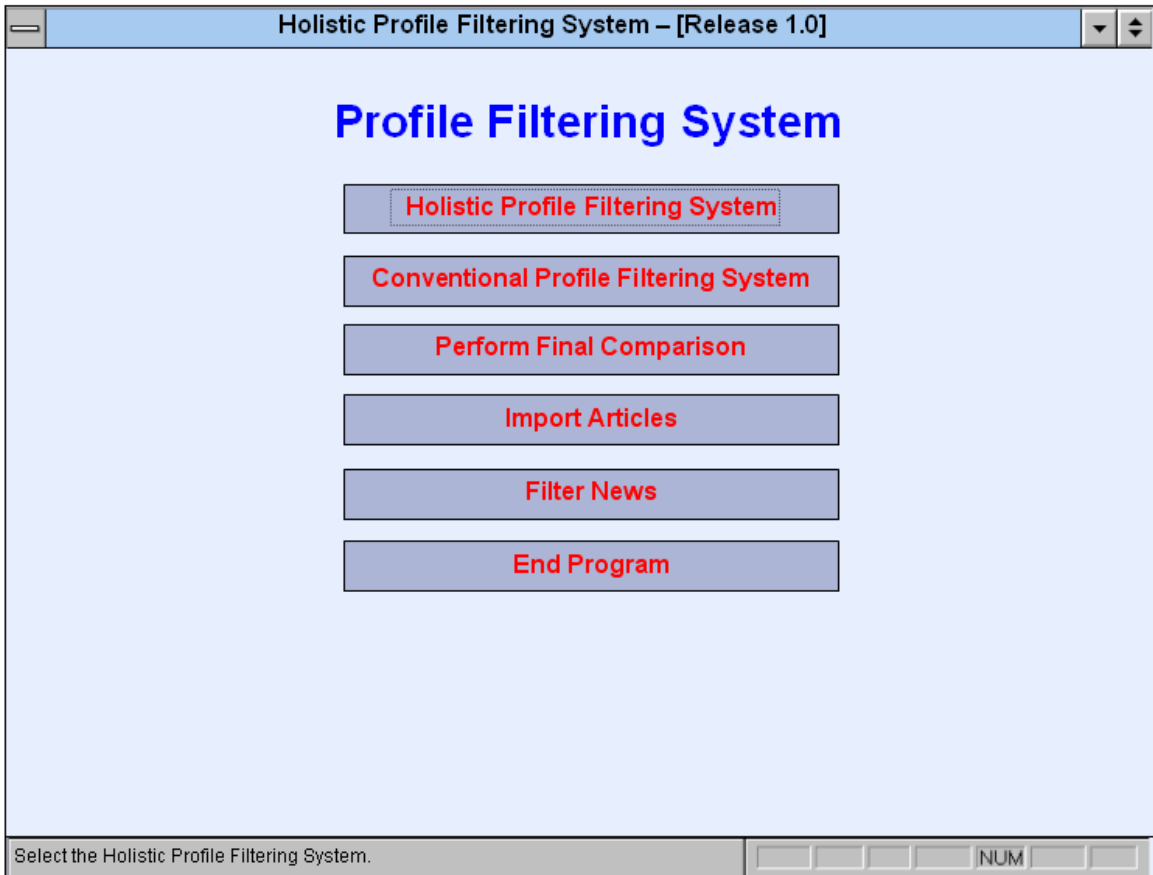 Holistic Profile Filtering System – [Release 1.0]
Profile Filtering System
Holistic Profile Filtering System
Conventional Profile Filtering System
Perform Final Comparison
Import Articles
Filter News
End Program
Select the Holistic Profile Filtering System.
NUM